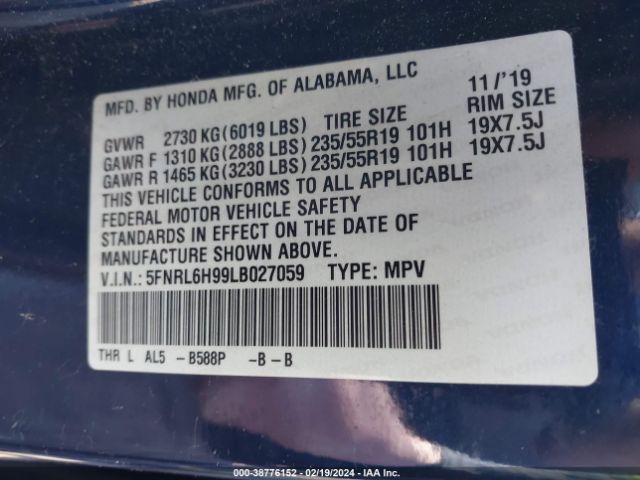 MFD. BY HONDA MFG. OF ALABAMA, LLC 11/'19
GVWR 2730 KG(6019 LBS) TIRE SIZE RIM SIZE
GAWR F 1310 KG(2888 LBS) 235/55R19 101H 19X7.5J
GAWR R 1465 KG(3230 LBS) 235/55R19 101H 19X7.5J
THIS VEHICLE CONFORMS TO ALL APPLICABLE
FEDERAL MOTOR VEHICLE SAFETY
STANDARDS IN EFFECT ON THE DATE OF
MANUFACTURE SHOWN ABOVE.
V.I.N.: 5FNRL6H99LB027059 TYPE: MPV
THR L AL5 -B588P -B-B
000-38776152 - 02/19/2024 - IAA Inc.